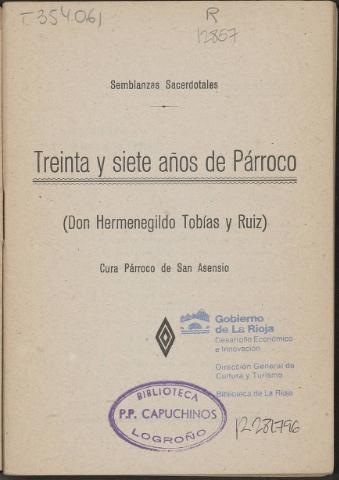 T 354.061
R
12857
Semblanzas Sacerdotales
Treinta y siete años de Párroco
(Don Hermenegildo Tobías y Ruiz)
Cura Párroco de San Asensio
Gobierno
de La Rioja
Desarrollo Económico
e Innovación
Dirección General de
Cultura y Turismo
Biblioteca de La Rioja
BIBLIOTECA
P.P. CAPUCHINOS
LOGROÑO
12281796